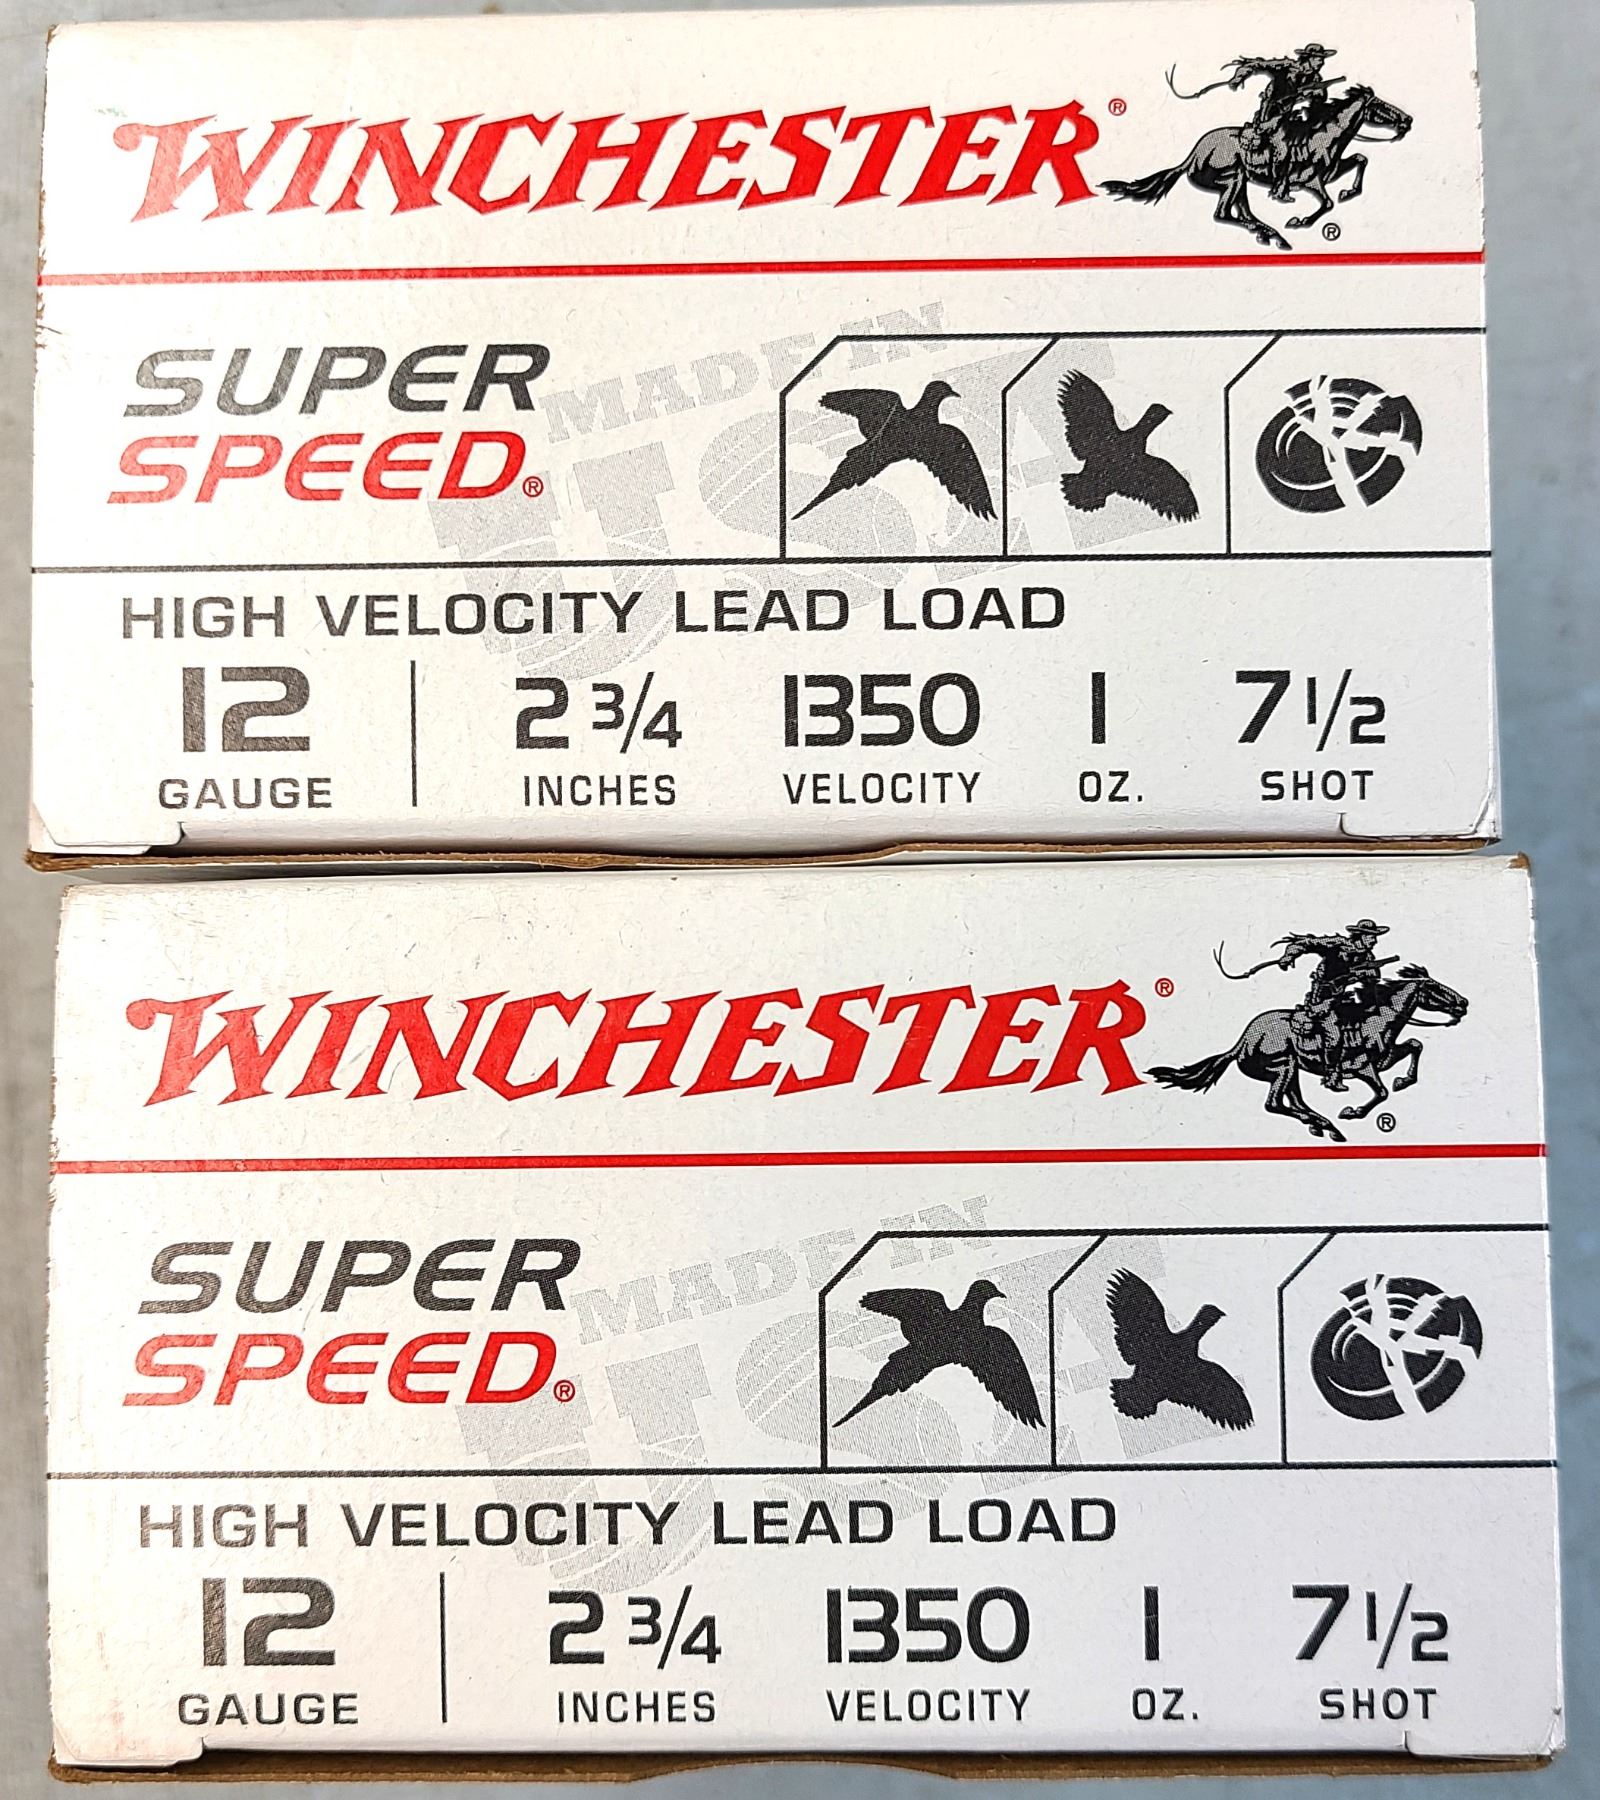 WINCHESTER®
®
MADE IN
USA
SUPER
SPEED®
HIGH VELOCITY LEAD LOAD
12 2 3/4 1350 1 7 1/2
GAUGE INCHES VELOCITY OZ. SHOT
WINCHESTER®
®
MADE IN
USA
SUPER
SPEED®
HIGH VELOCITY LEAD LOAD
12 2 3/4 1350 1 7 1/2
GAUGE INCHES VELOCITY OZ. SHOT